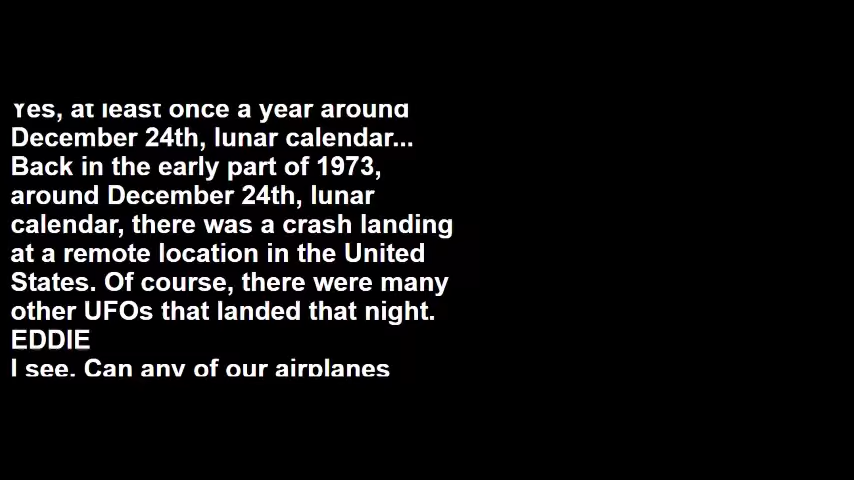 Yes, at least once a year around
December 24th, lunar calendar...
Back in the early part of 1973,
around December 24th, lunar
calendar, there was a crash landing
at a remote location in the United
States. Of course, there were many
other UFOs that landed that night.
EDDIE
I see. Can any of our airplanes